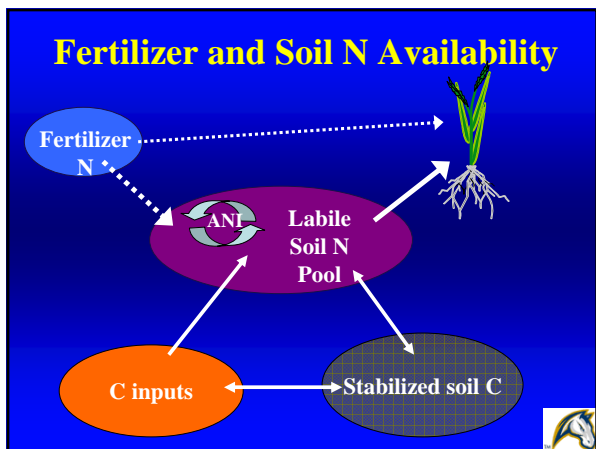 Fertilizer and Soil N Availability
Fertilizer
N
ANI
Labile
Soil N
Pool
C inputs
Stabilized soil C